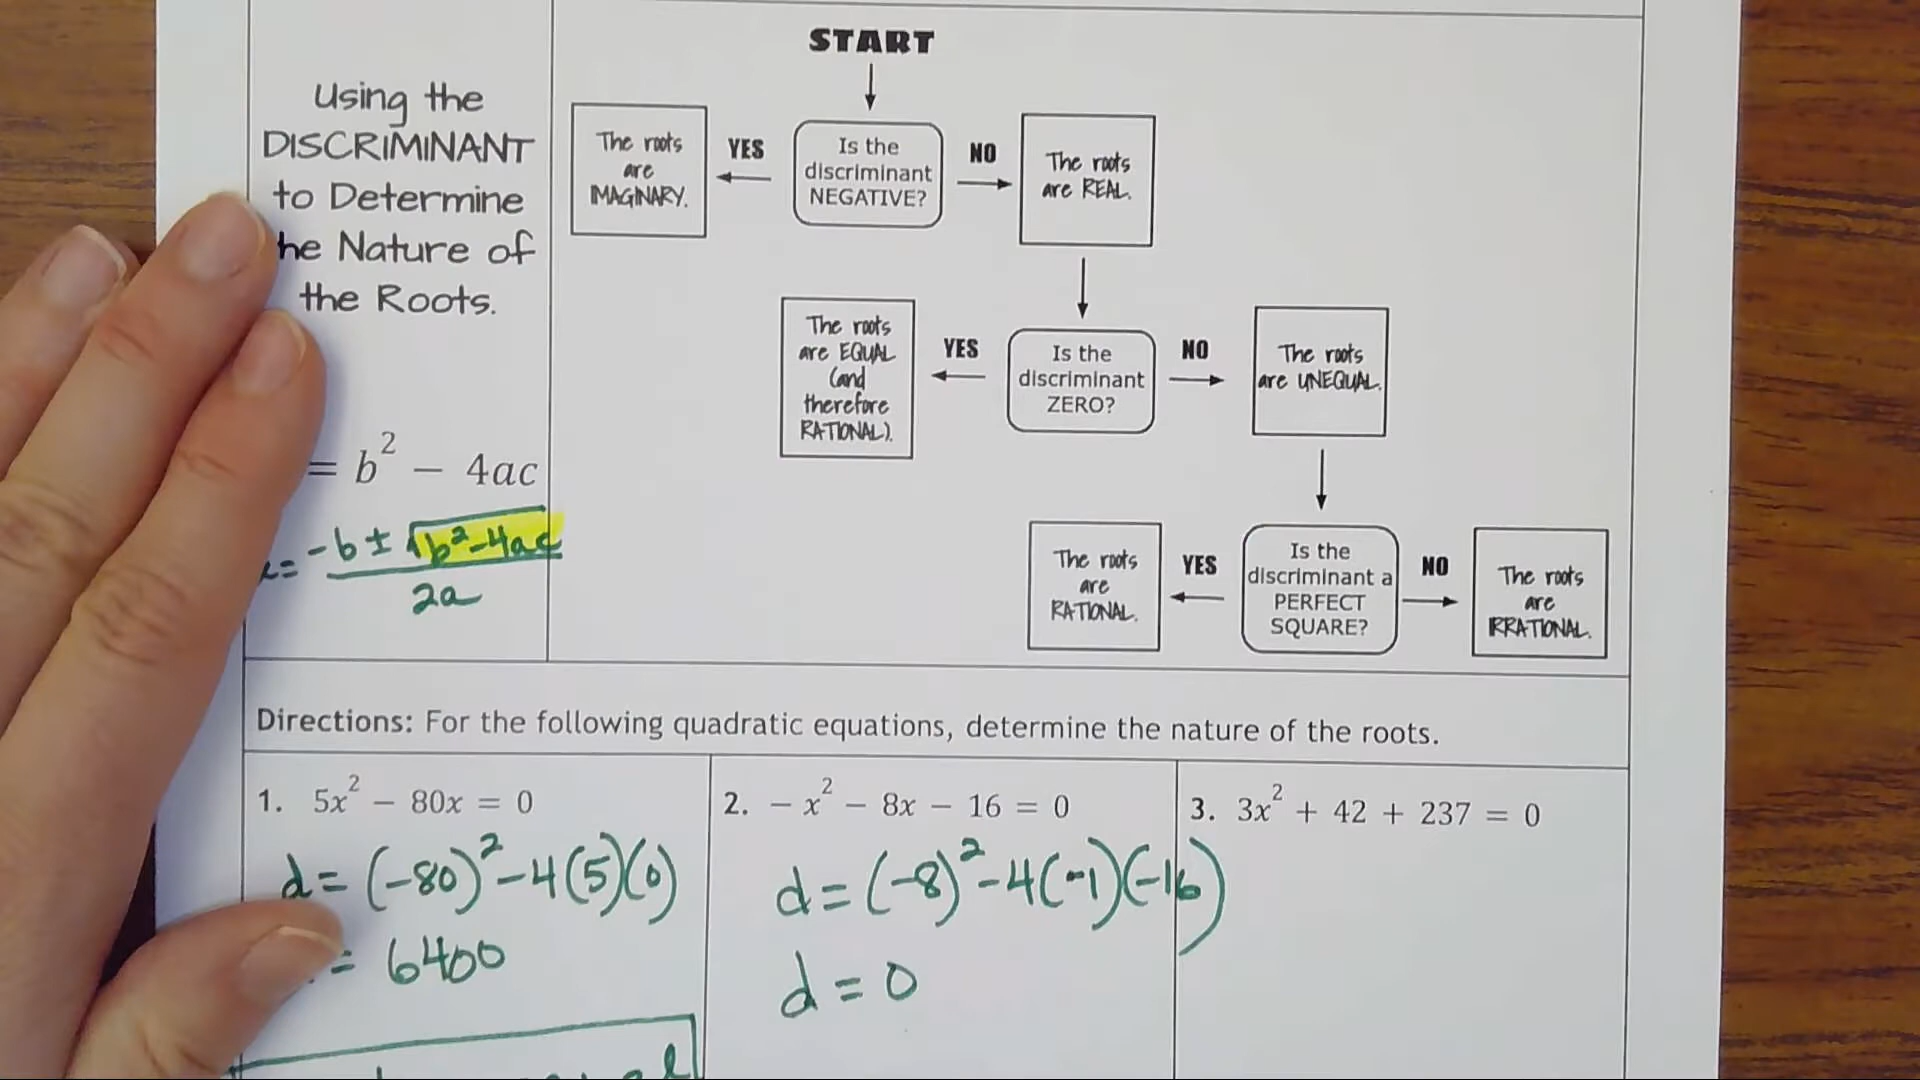 START
Using the
DISCRIMINANT
to Determine
he Nature of
the Roots.
= b² − 4ac
= -b ± √b²-4ac
2a
The roots
are
IMAGINARY.
YES
Is the
discriminant
NEGATIVE?
NO
The roots
are REAL.
The roots
are EQUAL
(and
therefore
RATIONAL).
YES
Is the
discriminant
ZERO?
NO
The roots
are UNEQUAL.
The roots
are
RATIONAL.
YES
Is the
discriminant a
PERFECT
SQUARE?
NO
The roots
are
IRRATIONAL.
Directions: For the following quadratic equations, determine the nature of the roots.
1. 5x² − 80x = 0
d = (-80)² - 4(5)(0)
= 6400
2. − x² − 8x − 16 = 0
d = (-8)² - 4(-1)(-16)
d = 0
3. 3x² + 42 + 237 = 0